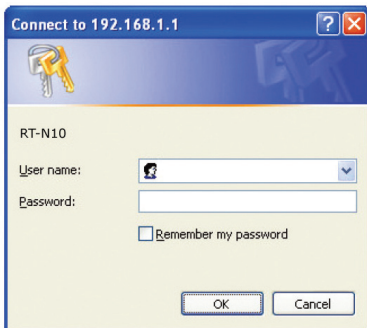 Connect to 192.168.1.1
RT-N10
User name:
Password:
Remember my password
OK
Cancel